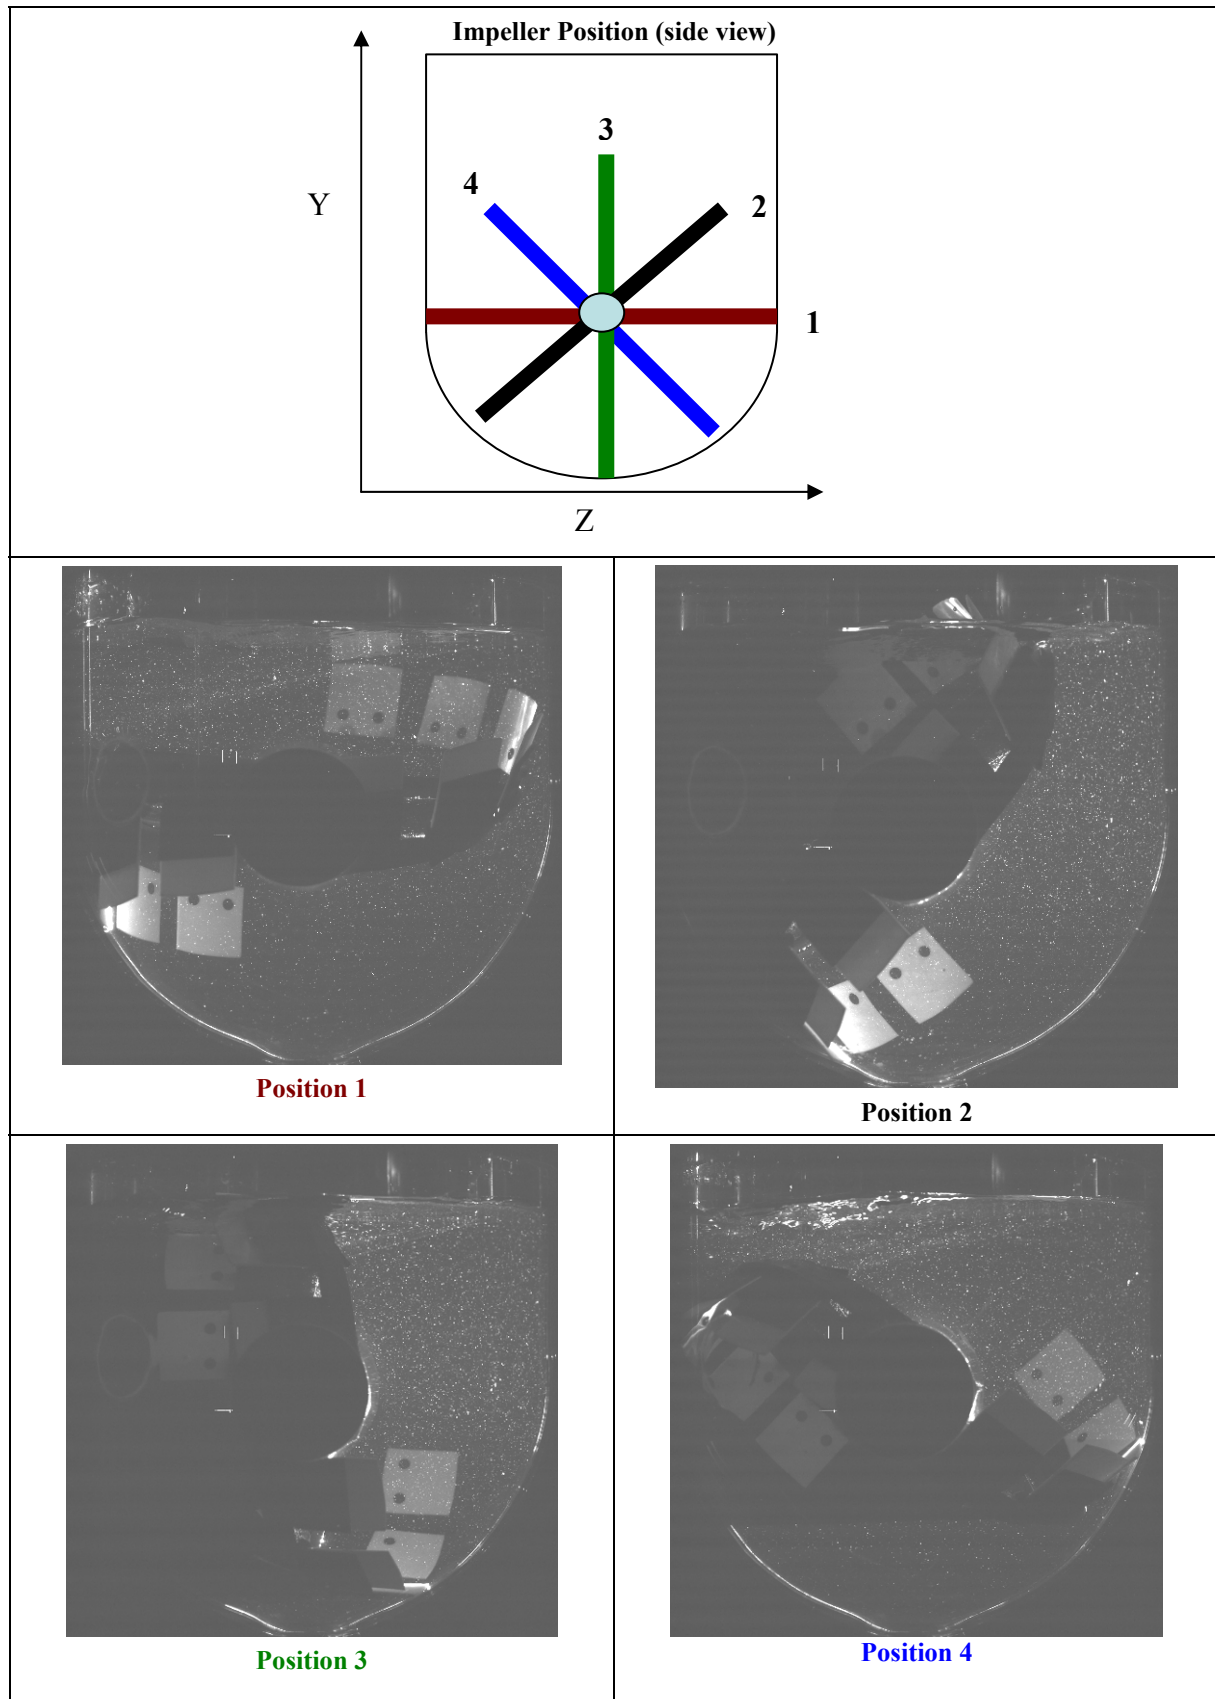 Impeller Position (side view)
3
4
2
Y
1
Z
Position 1
Position 2
Position 3
Position 4